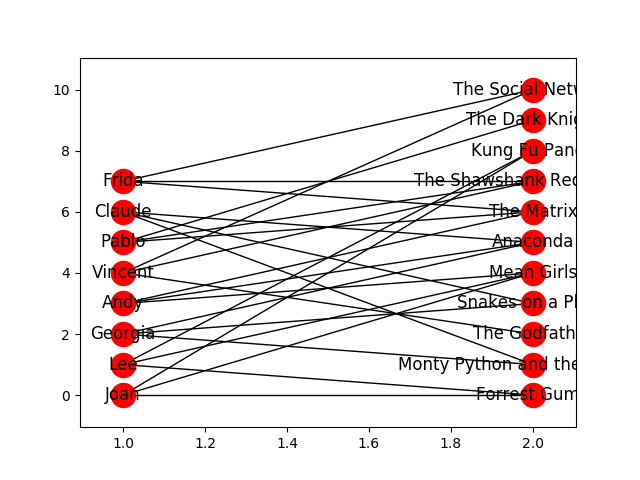 10
The Social Netw
The Dark Knig
8
Kung Fu Pan
Frida
The Shawshank Red
6
Claude
The Matrix
Pablo
Anaconda
4
Vincent
Mean Girls
Andy
Snakes on a Pl
2
Georgia
The Godfath
Lee
Monty Python and the
0
Joan
Forrest Gum
1.0 1.2 1.4 1.6 1.8 2.0